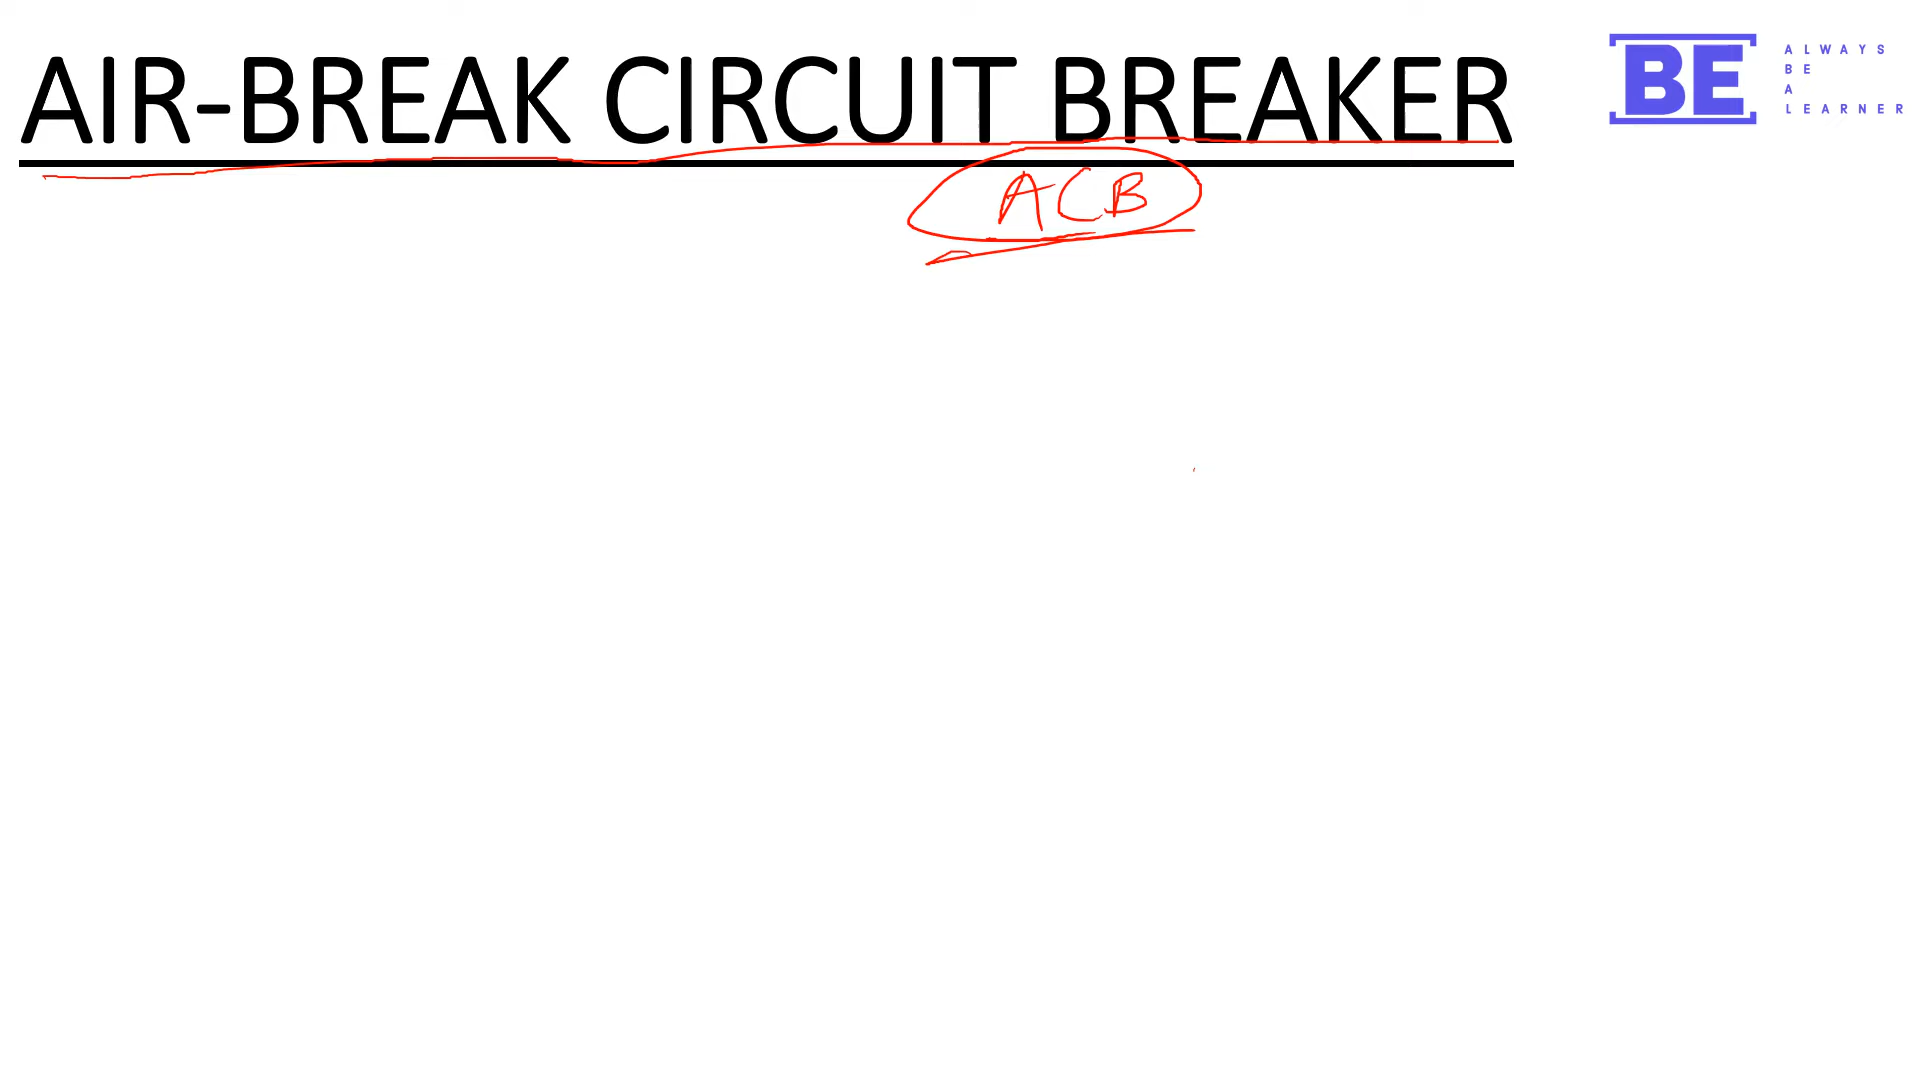 AIR-BREAK CIRCUIT BREAKER
ACB
BE
ALWAYS
BE
A
LEARNER